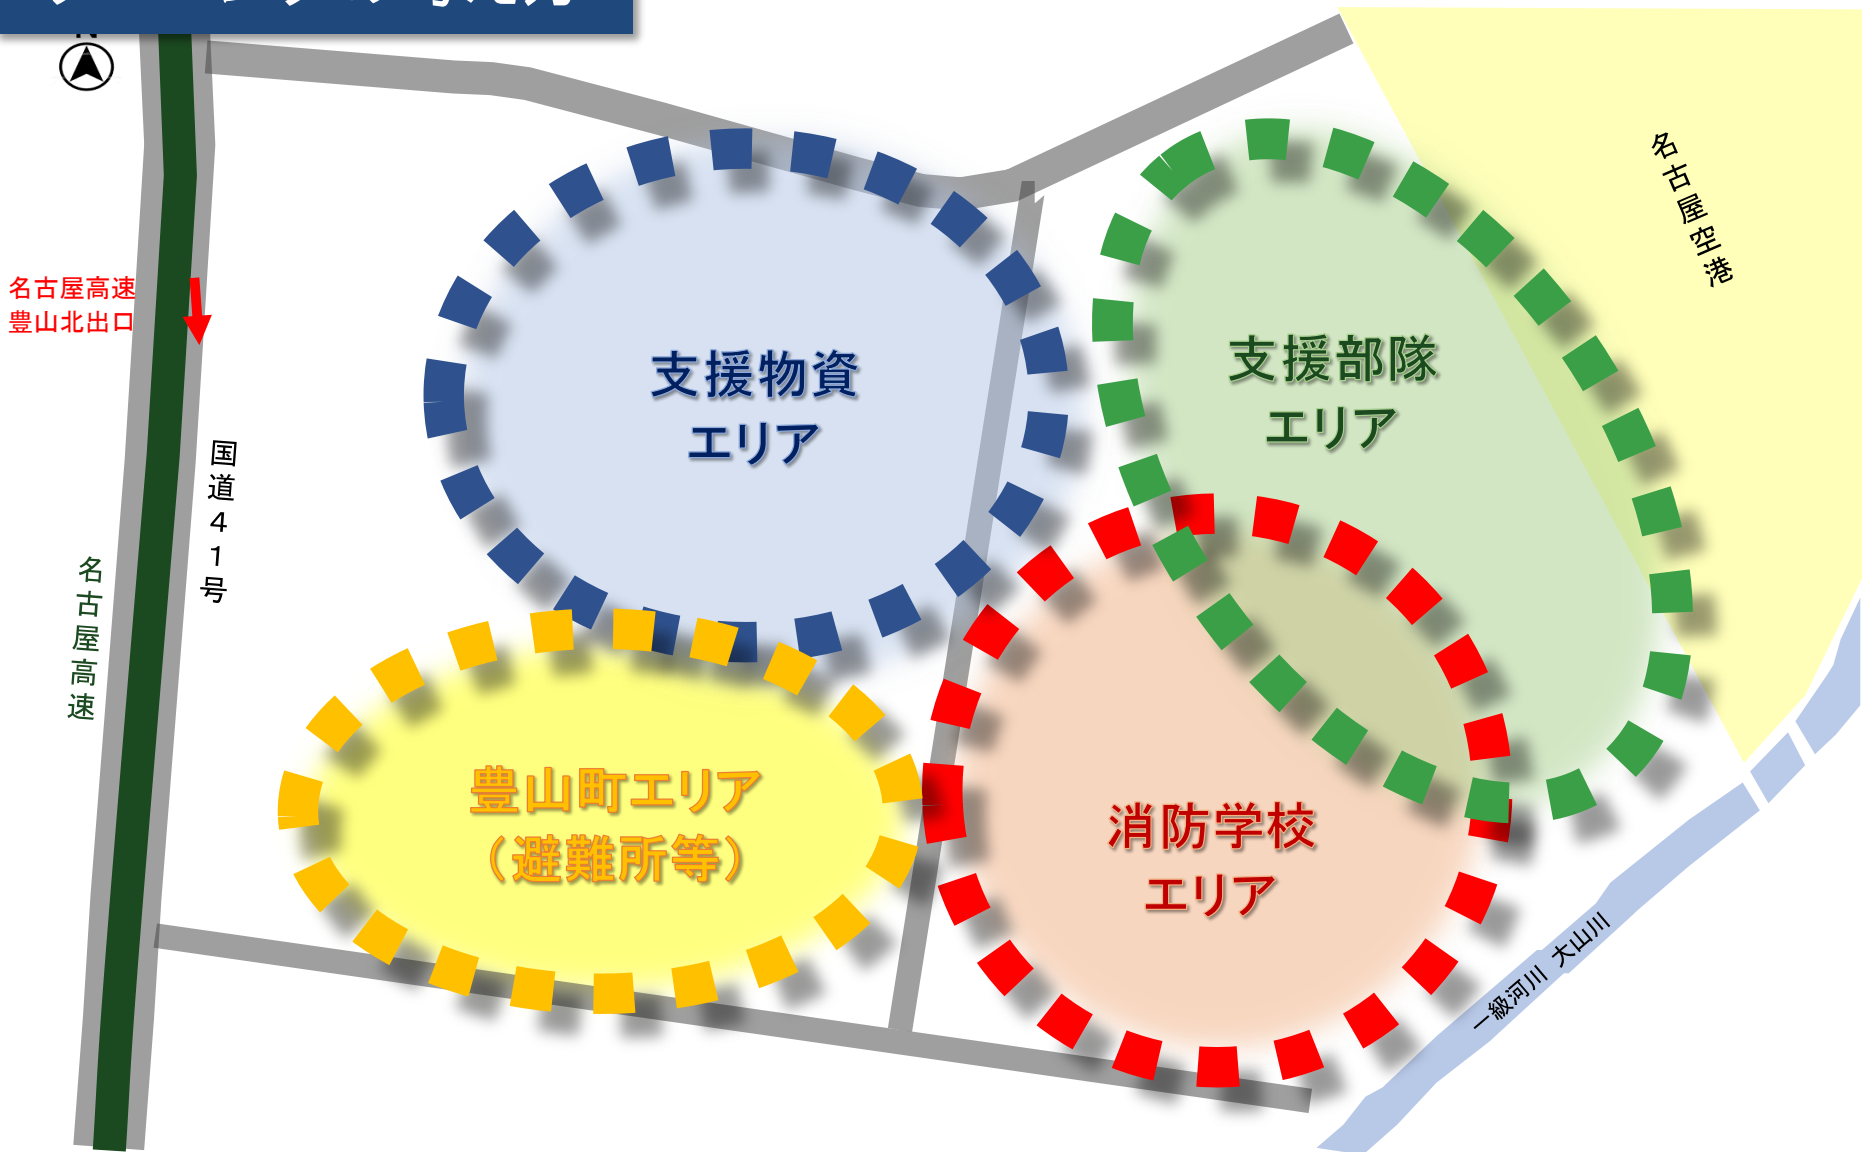 名古屋空港
名古屋高速
豊山北出口
支援物資
エリア
支援部隊
エリア
国道41号
名古屋高速
豊山町エリア
（避難所等）
消防学校
エリア
一級河川 大山川